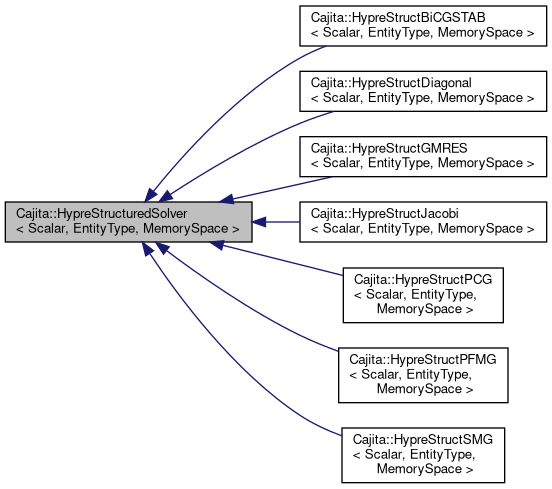 Cajita::HypreStructBiCGSTAB
< Scalar, EntityType, MemorySpace >
Cajita::HypreStructDiagonal
< Scalar, EntityType, MemorySpace >
Cajita::HypreStructGMRES
< Scalar, EntityType, MemorySpace >
Cajita::HypreStructuredSolver
< Scalar, EntityType, MemorySpace >
Cajita::HypreStructJacobi
< Scalar, EntityType, MemorySpace >
Cajita::HypreStructPCG
< Scalar, EntityType,
MemorySpace >
Cajita::HypreStructPFMG
< Scalar, EntityType,
MemorySpace >
Cajita::HypreStructSMG
< Scalar, EntityType,
MemorySpace >